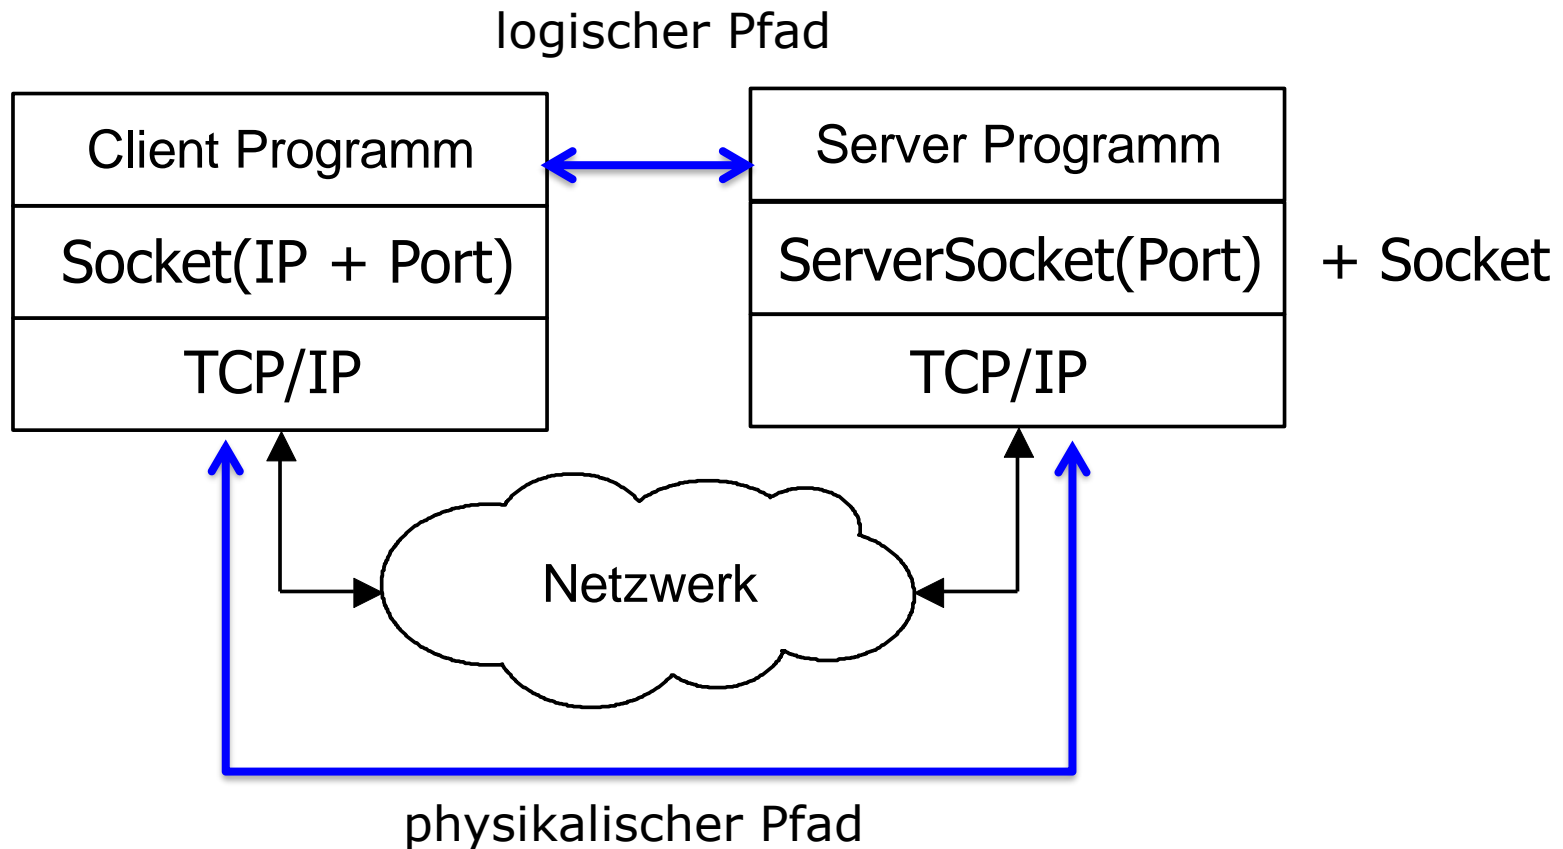 logischer Pfad
Client Programm
Server Programm
Socket(IP + Port)
ServerSocket(Port)
+ Socket
TCP/IP
TCP/IP
Netzwerk
physikalischer Pfad